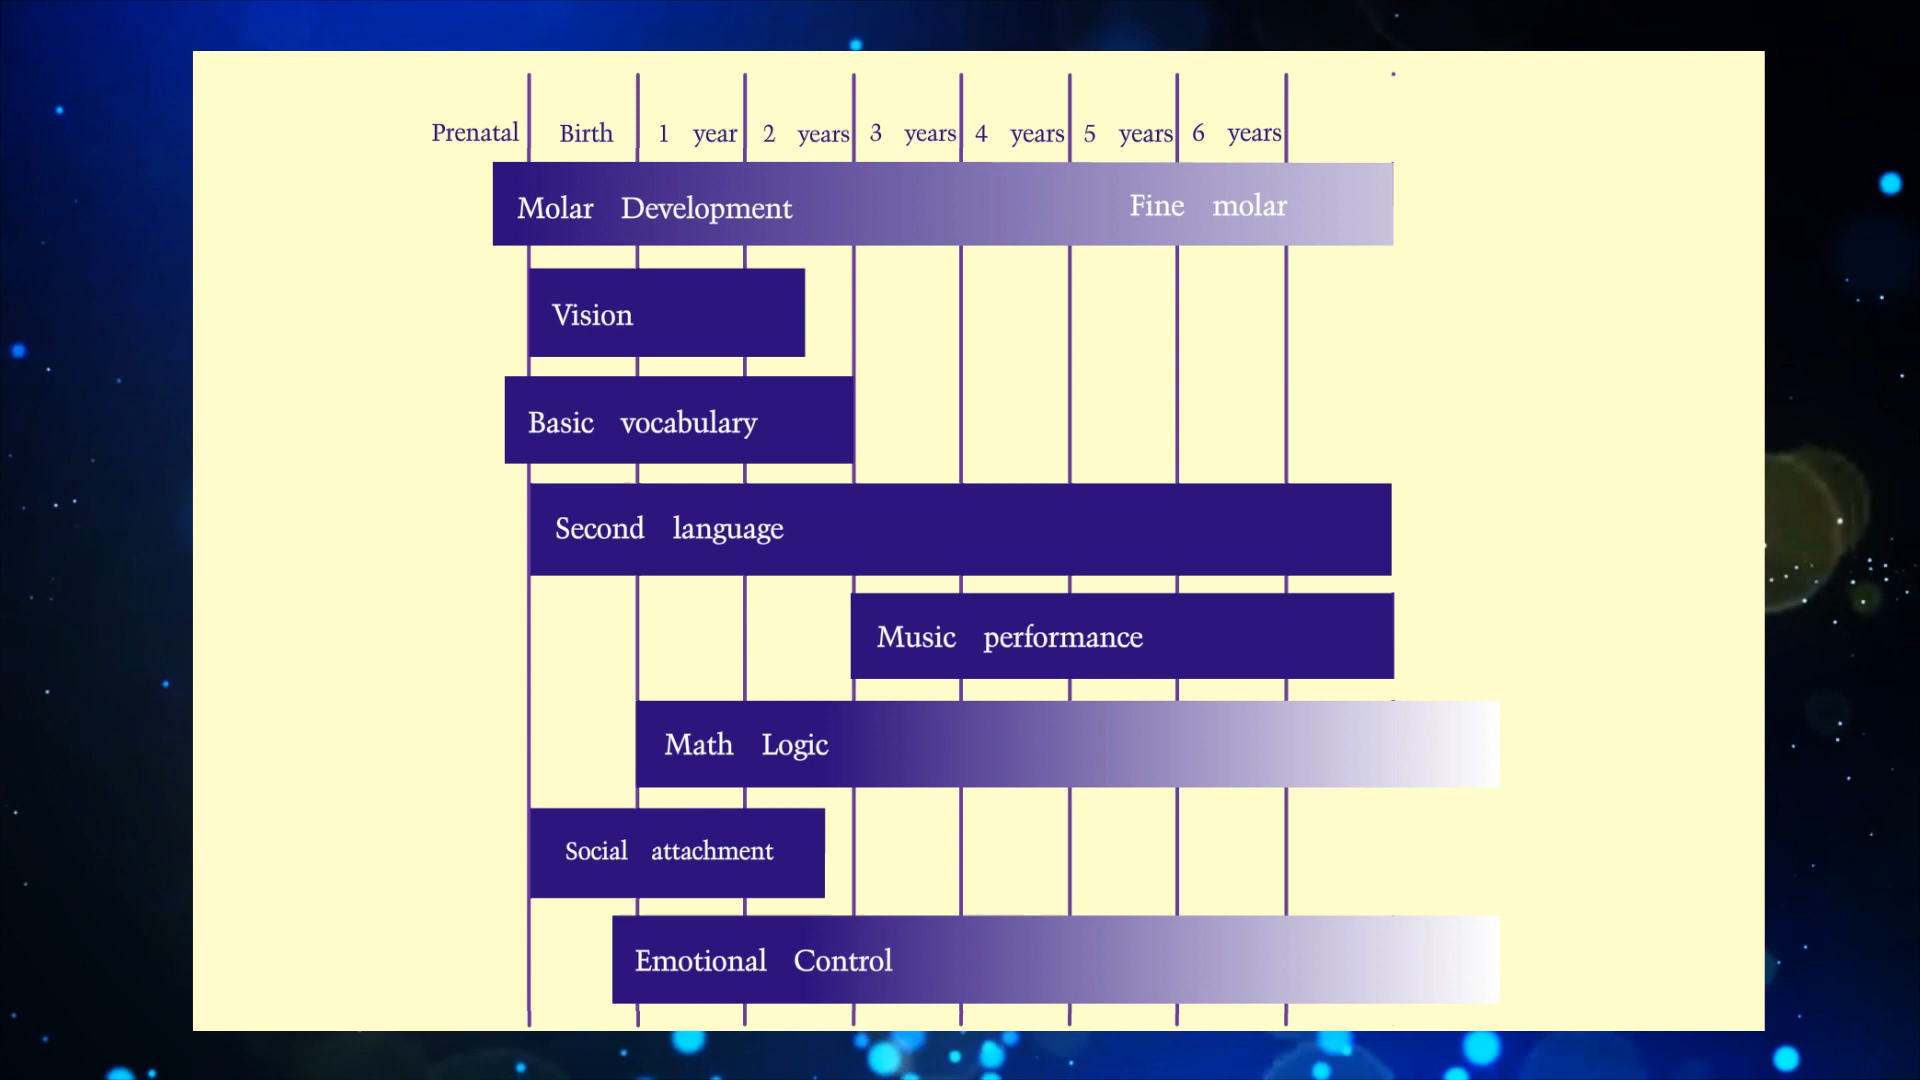 Prenatal Birth 1 year 2 years 3 years 4 years 5 years 6 years
Molar Development Fine molar
Vision
Basic vocabulary
Second language
Music performance
Math Logic
Social attachment
Emotional Control